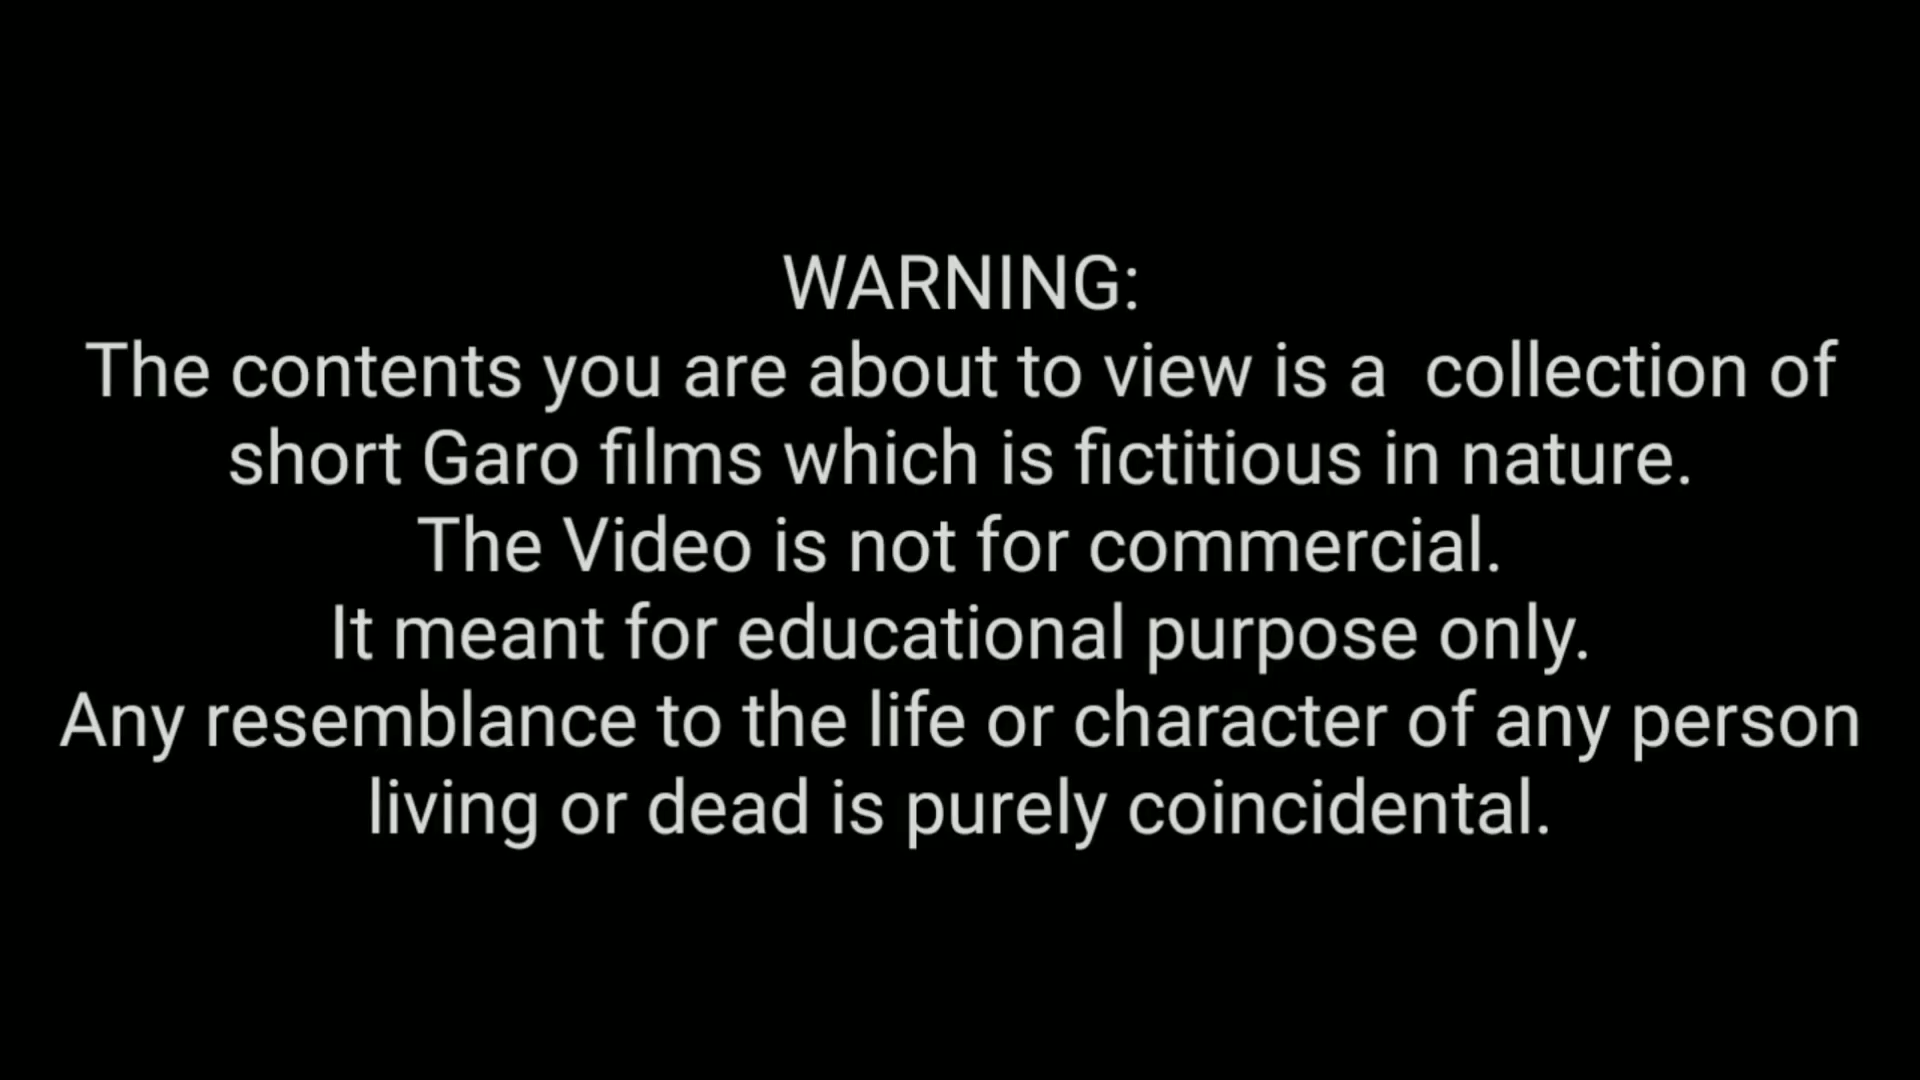 WARNING:
The contents you are about to view is a collection of
short Garo films which is fictitious in nature.
The Video is not for commercial.
It meant for educational purpose only.
Any resemblance to the life or character of any person
living or dead is purely coincidental.